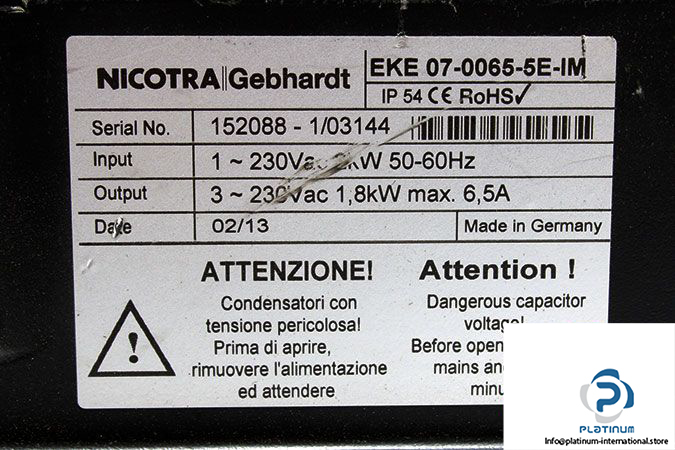 NICOTRA||Gebhardt
EKE 07-0065-5E-IM
IP 54 CE RoHS✓
Serial No. 152088 - 1/03144
Input 1 ~ 230Vac 50-60Hz
Output 3 ~ 230Vac 1,8kW max. 6,5A
Date 02/13 Made in Germany
ATTENZIONE!
Condensatori con
tensione pericolosa!
Prima di aprire,
rimuovere l'alimentazione
ed attendere
Attention !
Dangerous capacitor
voltage!
Before open
mains an
minu
!
P
PLATINUM
Info@platinum-international.store